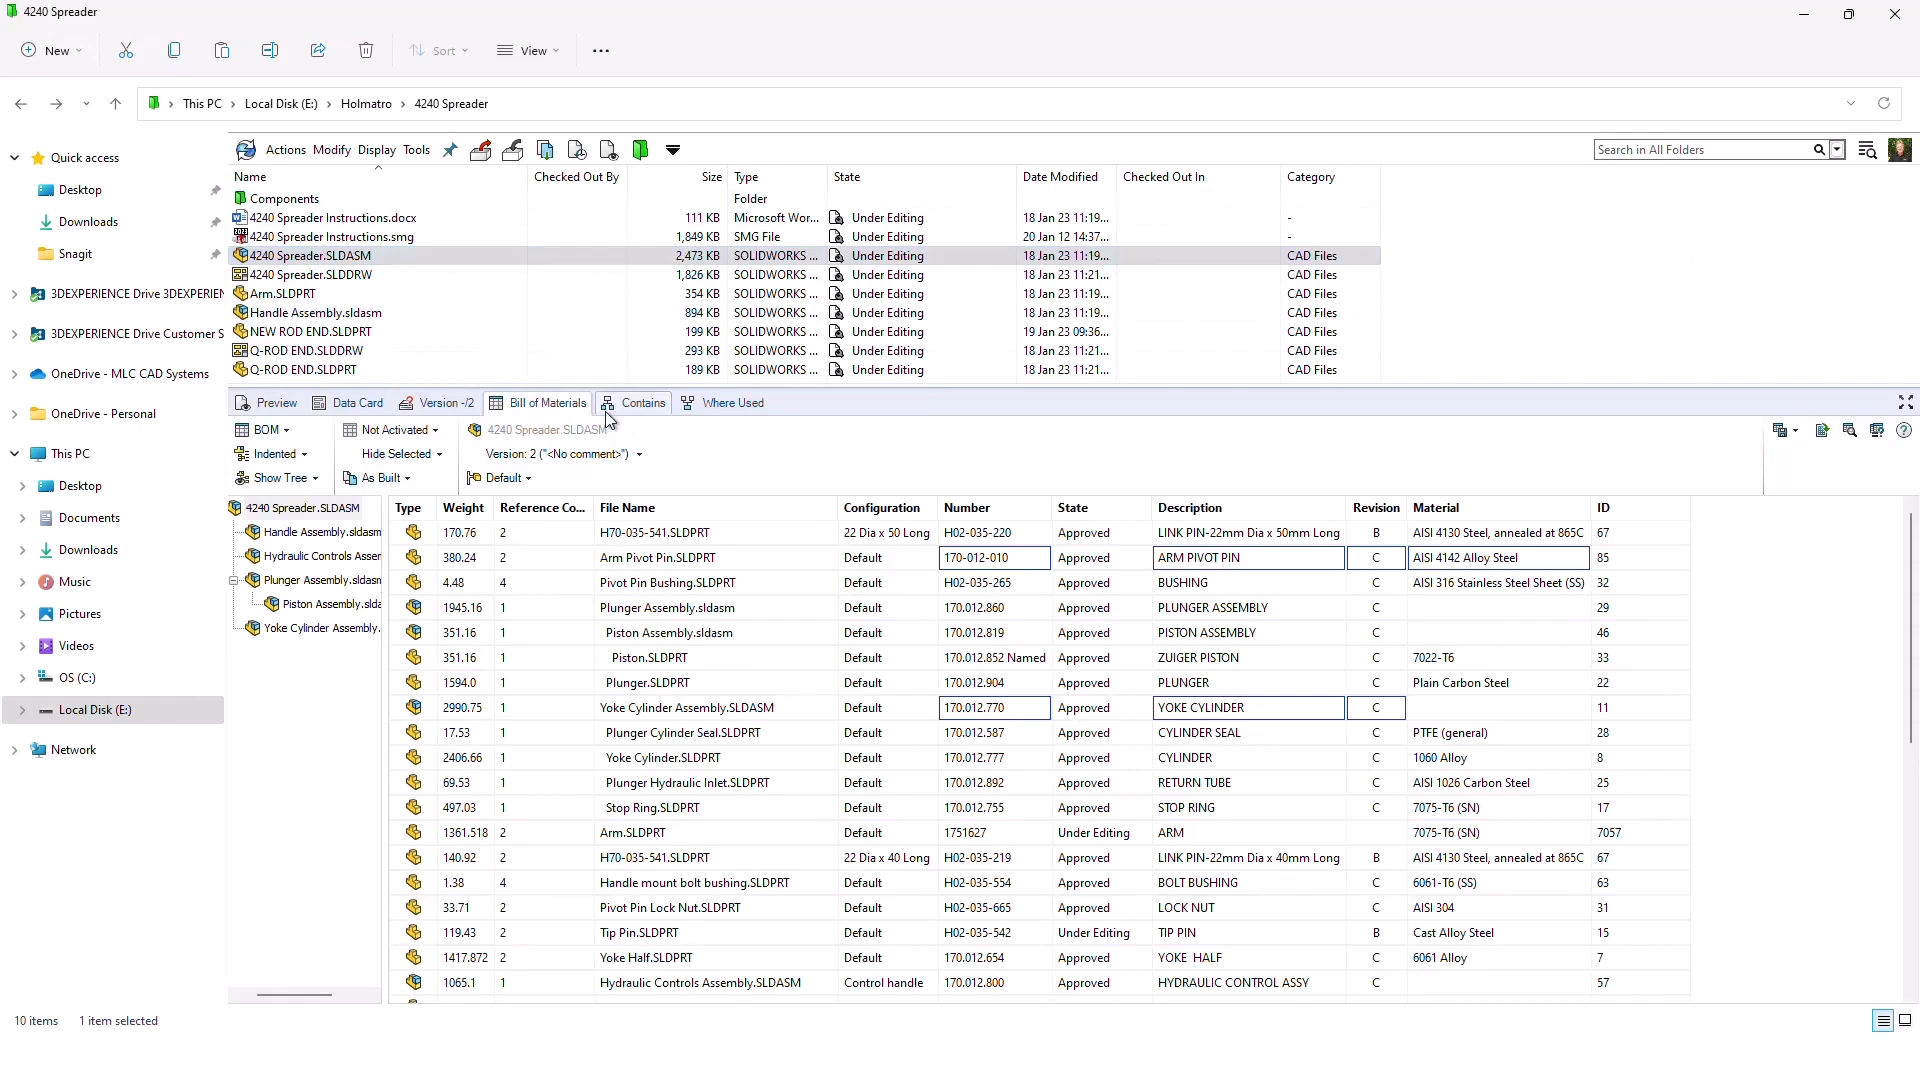 4240 Spreader
New
Sort
View
This PC > Local Disk (E:) > Holmatro > 4240 Spreader
Quick access
Desktop
Downloads
Snagit
3DEXPERIENCE Drive 3DEXPERIEN
3DEXPERIENCE Drive Customer S
OneDrive - MLC CAD Systems
OneDrive - Personal
This PC
Desktop
Documents
Downloads
Music
Pictures
Videos
OS (C:)
Local Disk (E:)
Network
Actions Modify Display Tools
Search in All Folders
Name Checked Out By Size Type State Date Modified Checked Out In Category
Components Folder
4240 Spreader Instructions.docx 111 KB Microsoft Wor... Under Editing 18 Jan 23 11:19... -
4240 Spreader Instructions.smg 1,849 KB SMG File Under Editing 20 Jan 12 14:37... -
4240 Spreader.SLDASM 2,473 KB SOLIDWORKS ... Under Editing 18 Jan 23 11:19... CAD Files
4240 Spreader.SLDDRW 1,826 KB SOLIDWORKS ... Under Editing 18 Jan 23 11:21... CAD Files
Arm.SLDPRT 354 KB SOLIDWORKS ... Under Editing 18 Jan 23 11:19... CAD Files
Handle Assembly.sldasm 894 KB SOLIDWORKS ... Under Editing 18 Jan 23 11:19... CAD Files
NEW ROD END.SLDPRT 199 KB SOLIDWORKS ... Under Editing 19 Jan 23 09:36... CAD Files
Q-ROD END.SLDDRW 293 KB SOLIDWORKS ... Under Editing 18 Jan 23 11:21... CAD Files
Q-ROD END.SLDPRT 189 KB SOLIDWORKS ... Under Editing 18 Jan 23 11:21... CAD Files
Preview Data Card Version -/2 Bill of Materials Contains Where Used
BOM Not Activated 4240 Spreader.SLDASM
Indented Hide Selected Version: 2 ("<No comment>")
Show Tree As Built Default
4240 Spreader.SLDASM
Handle Assembly.sldasm
Hydraulic Controls Asser
Plunger Assembly.sldasm
Piston Assembly.slda
Yoke Cylinder Assembly.
Type Weight Reference Co... File Name Configuration Number State Description Revision Material ID
170.76 2 H70-035-541.SLDPRT 22 Dia x 50 Long H02-035-220 Approved LINK PIN-22mm Dia x 50mm Long B AISI 4130 Steel, annealed at 865C 67
380.24 2 Arm Pivot Pin.SLDPRT Default 170-012-010 Approved ARM PIVOT PIN C AISI 4142 Alloy Steel 85
4.48 4 Pivot Pin Bushing.SLDPRT Default H02-035-265 Approved BUSHING C AISI 316 Stainless Steel Sheet (SS) 32
1945.16 1 Plunger Assembly.sldasm Default 170.012.860 Approved PLUNGER ASSEMBLY C 29
351.16 1 Piston Assembly.sldasm Default 170.012.819 Approved PISTON ASSEMBLY C 46
351.16 1 Piston.SLDPRT Default 170.012.852 Named Approved ZUIGER PISTON C 7022-T6 33
1594.0 1 Plunger.SLDPRT Default 170.012.904 Approved PLUNGER C Plain Carbon Steel 22
2990.75 1 Yoke Cylinder Assembly.SLDASM Default 170.012.770 Approved YOKE CYLINDER C 11
17.53 1 Plunger Cylinder Seal.SLDPRT Default 170.012.587 Approved CYLINDER SEAL C PTFE (general) 28
2406.66 1 Yoke Cylinder.SLDPRT Default 170.012.777 Approved CYLINDER C 1060 Alloy 8
69.53 1 Plunger Hydraulic Inlet.SLDPRT Default 170.012.892 Approved RETURN TUBE C AISI 1026 Carbon Steel 25
497.03 1 Stop Ring.SLDPRT Default 170.012.755 Approved STOP RING C 7075-T6 (SN) 17
1361.518 2 Arm.SLDPRT Default 1751627 Under Editing ARM 7075-T6 (SN) 7057
140.92 2 H70-035-541.SLDPRT 22 Dia x 40 Long H02-035-219 Approved LINK PIN-22mm Dia x 40mm Long B AISI 4130 Steel, annealed at 865C 67
1.38 4 Handle mount bolt bushing.SLDPRT Default H02-035-554 Approved BOLT BUSHING C 6061-T6 (SS) 63
33.71 2 Pivot Pin Lock Nut.SLDPRT Default H02-035-665 Approved LOCK NUT C AISI 304 31
119.43 2 Tip Pin.SLDPRT Default H02-035-542 Under Editing TIP PIN B Cast Alloy Steel 15
1417.872 2 Yoke Half.SLDPRT Default 170.012.654 Approved YOKE HALF C 6061 Alloy 7
1065.1 1 Hydraulic Controls Assembly.SLDASM Control handle 170.012.800 Approved HYDRAULIC CONTROL ASSY C 57
10 items 1 item selected